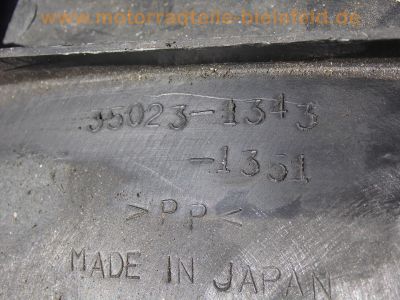 www.motorradteile-bielefeld.de
35023-1343
-1351
>PP<
MADE IN JAPAN